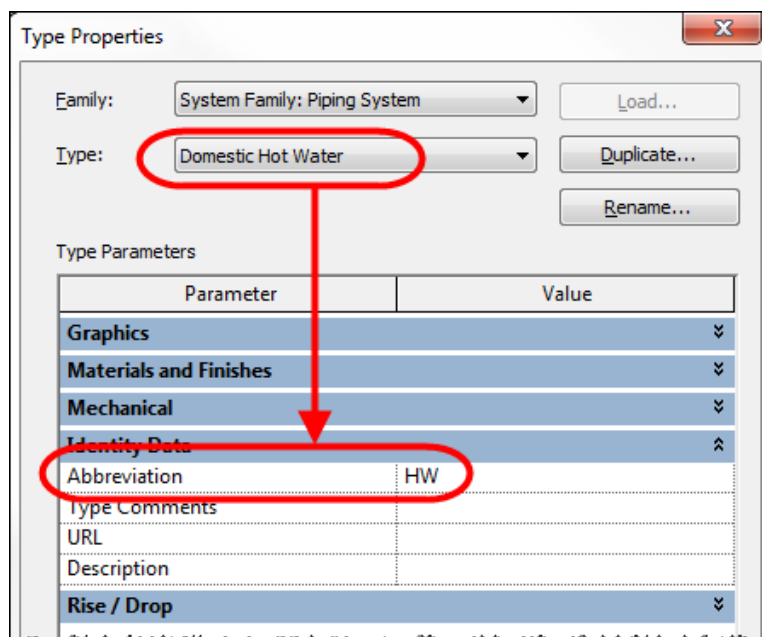 Type Properties
Family: System Family: Piping System Load...
Type: Domestic Hot Water Duplicate...
Rename...
Type Parameters
Parameter Value
Graphics
Materials and Finishes
Mechanical
Identity Data
Abbreviation HW
Type Comments
URL
Description
Rise / Drop